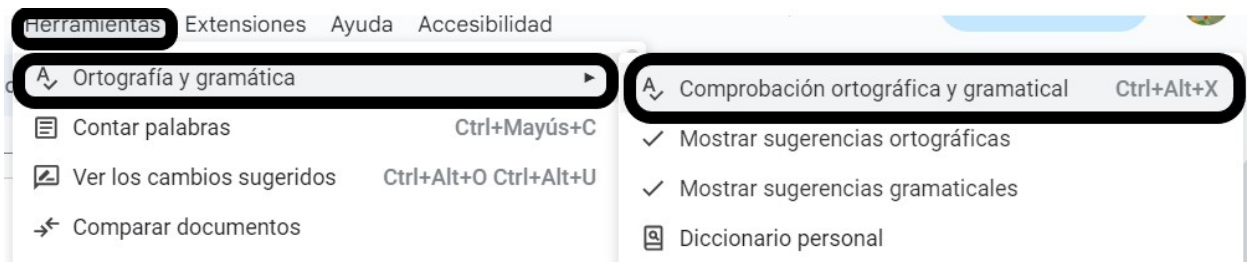 Herramientas Extensiones Ayuda Accesibilidad
Ortografía y gramática
Contar palabras Ctrl+Mayús+C
Ver los cambios sugeridos Ctrl+Alt+O Ctrl+Alt+U
Comparar documentos
Comprobación ortográfica y gramatical Ctrl+Alt+X
Mostrar sugerencias ortográficas
Mostrar sugerencias gramaticales
Diccionario personal